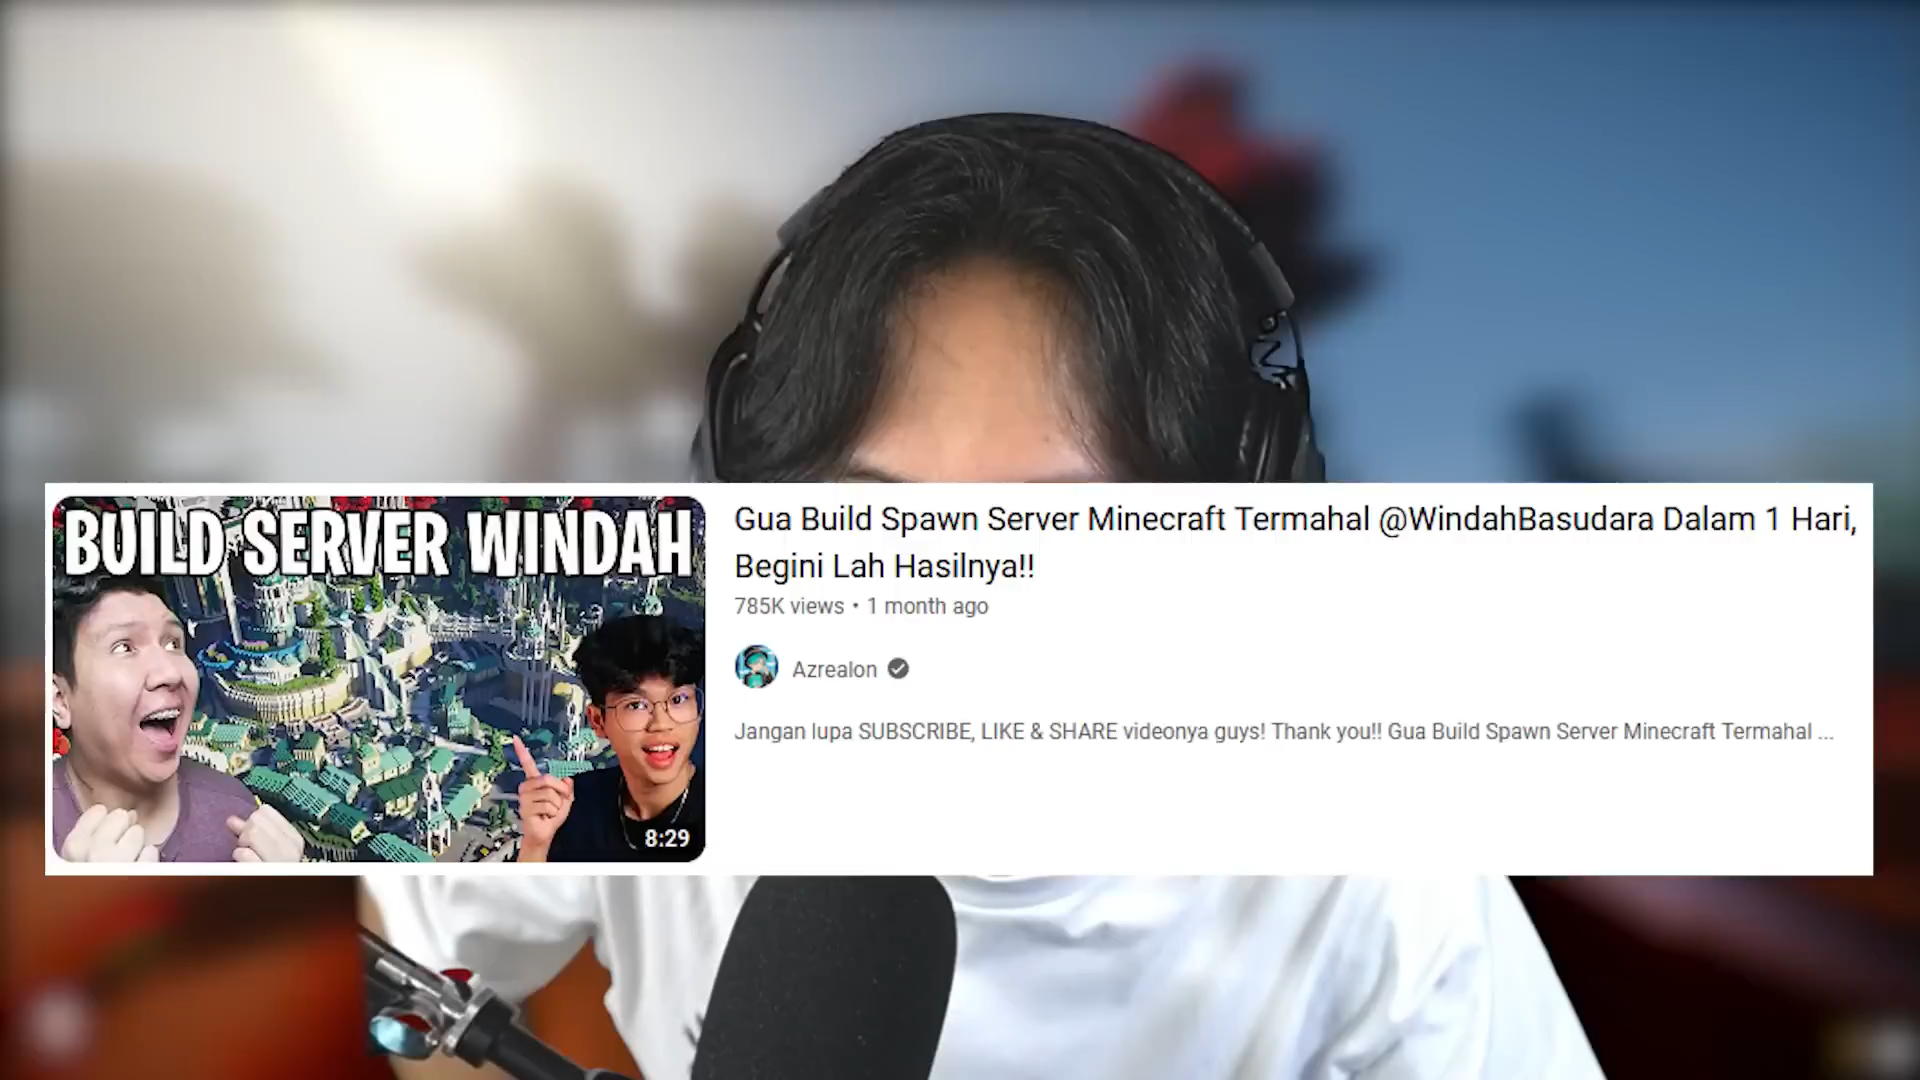 BUILD SERVER WINDAH
8:29
Gua Build Spawn Server Minecraft Termahal @WindahBasudara Dalam 1 Hari,
Begini Lah Hasilnya!!
785K views • 1 month ago
Azrealon
Jangan lupa SUBSCRIBE, LIKE & SHARE videonya guys! Thank you!! Gua Build Spawn Server Minecraft Termahal ...